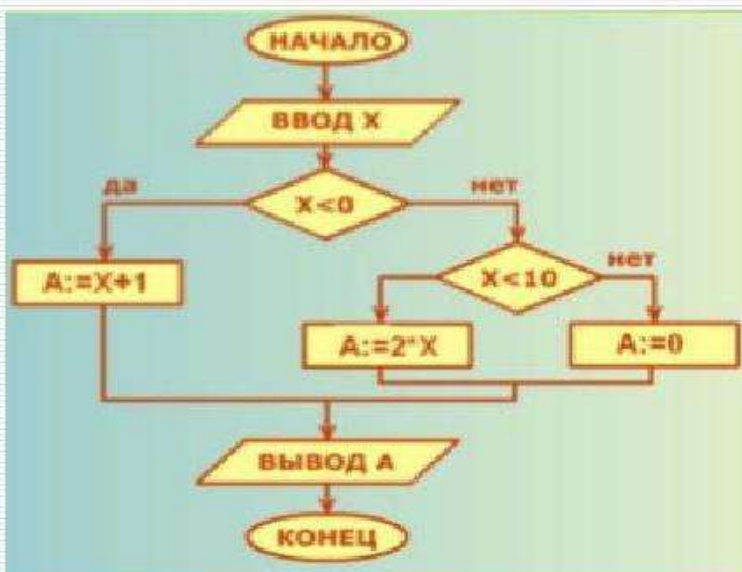 НАЧАЛО
ВВОД X
да
нет
X<0
нет
X<10
A:=X+1
A:=2*X
A:=0
ВЫВОД A
КОНЕЦ